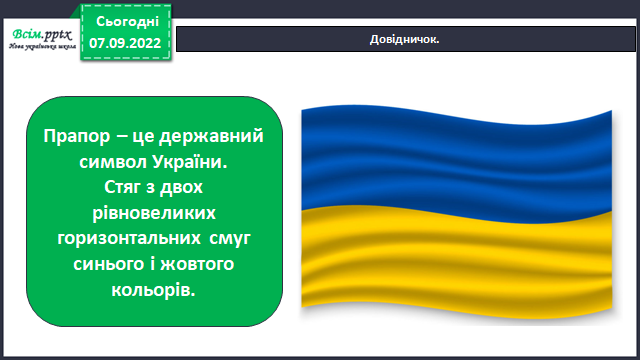 Всім.pptx
Нова українська школа
Сьогодні
07.09.2022
Довідничок.
Прапор – це державний
символ України.
Стяг з двох
рівновеликих
горизонтальних смуг
синього і жовтого
кольорів.